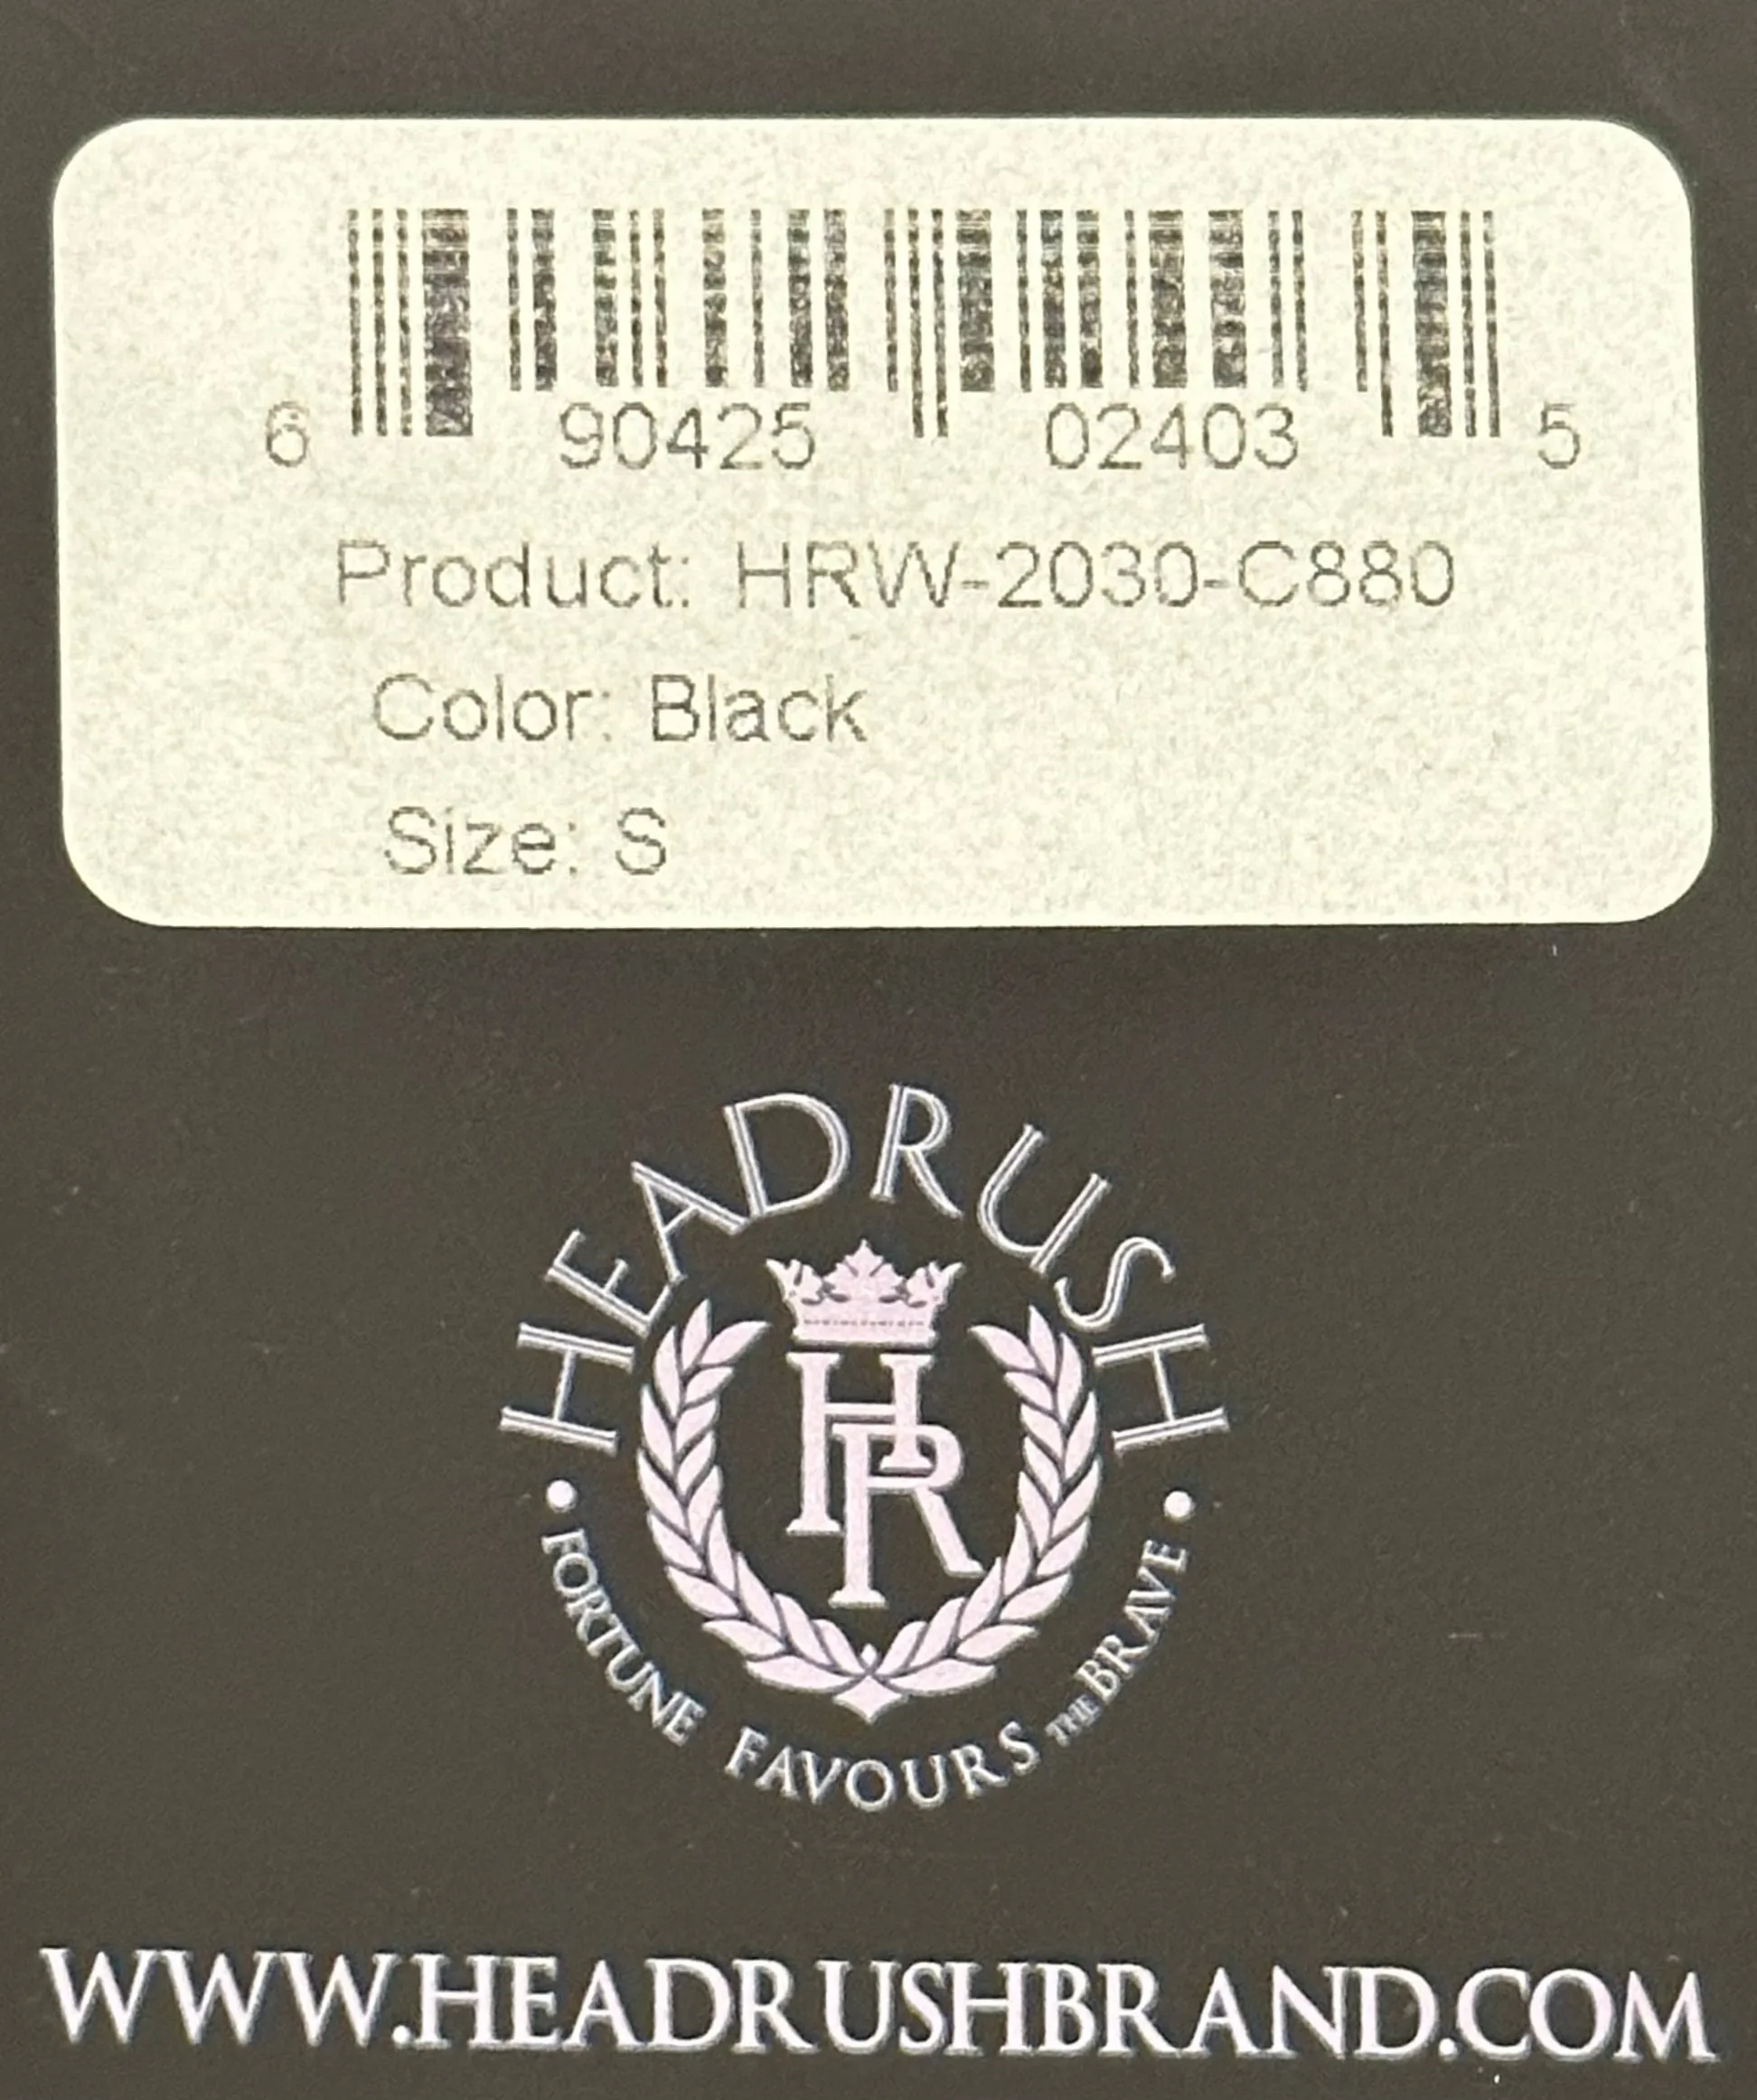 6 90425 02403 5
Product: HRW-2030-C880
Color: Black
Size: S
HEADRUSH
HR
• FORTUNE FAVOURS THE BRAVE •
WWW.HEADRUSHBRAND.COM